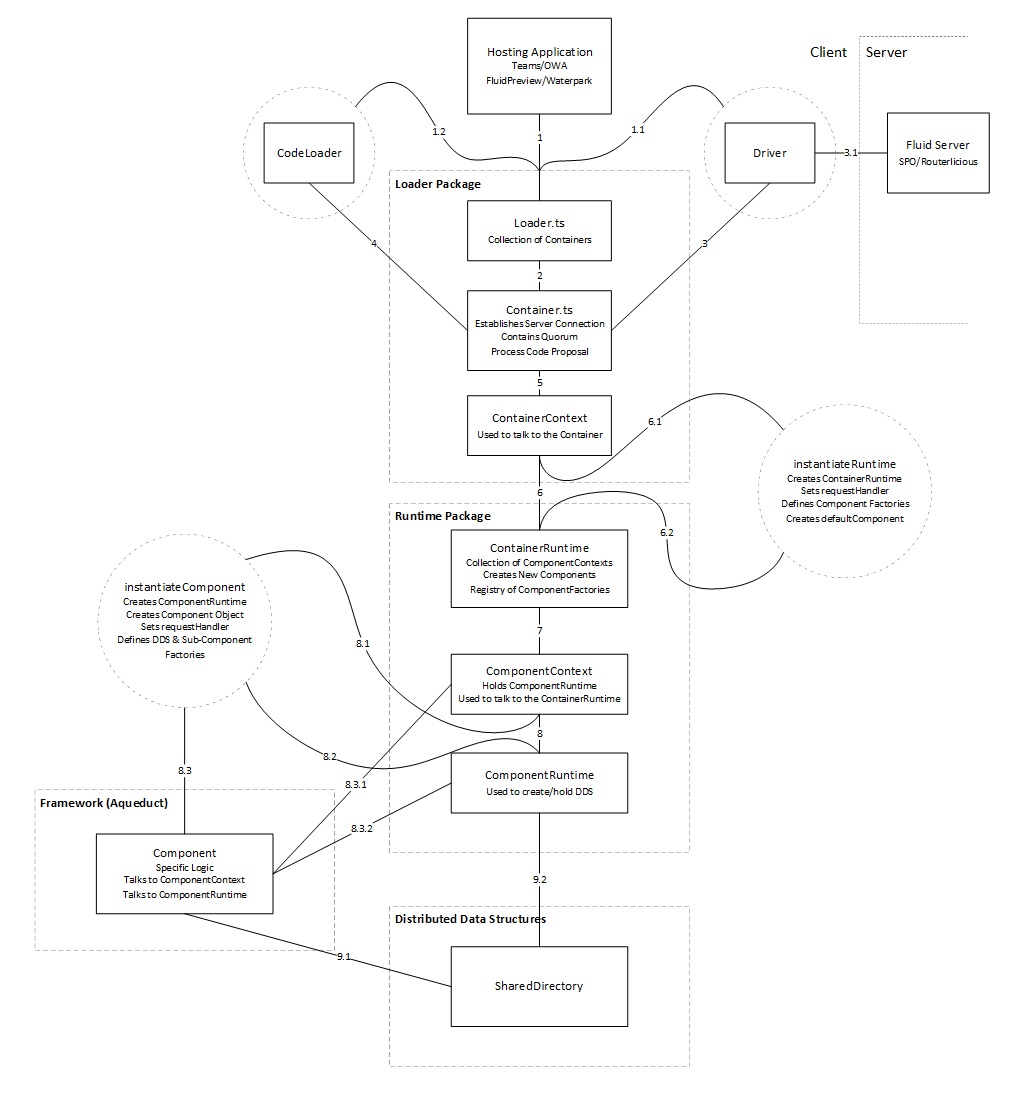 Hosting Application
Teams/OWA
FluidPreview/Waterpark
Client
Server
1.2
1
1.1
CodeLoader
Driver
3.1
Fluid Server
SPO/Routerlicious
Loader Package
Loader.ts
Collection of Containers
4
3
2
Container.ts
Establishes Server Connection
Contains Quorum
Process Code Proposal
5
ContainerContext
Used to talk to the Container
6.1
instantiateRuntime
Creates ContainerRuntime
Sets requestHandler
Defines Component Factories
Creates defaultComponent
6
Runtime Package
6.2
ContainerRuntime
Collection of ComponentContexts
Creates New Components
Registry of ComponentFactories
instantiateComponent
Creates ComponentRuntime
Creates Component Object
Sets requestHandler
Defines DDS & Sub-Component
Factories
7
8.1
ComponentContext
Holds ComponentRuntime
Used to talk to the ContainerRuntime
8
8.2
8.3
8.3.1
ComponentRuntime
Used to create/hold DDS
Framework (Aqueduct)
8.3.2
Component
Specific Logic
Talks to ComponentContext
Talks to ComponentRuntime
9.2
Distributed Data Structures
9.1
SharedDirectory